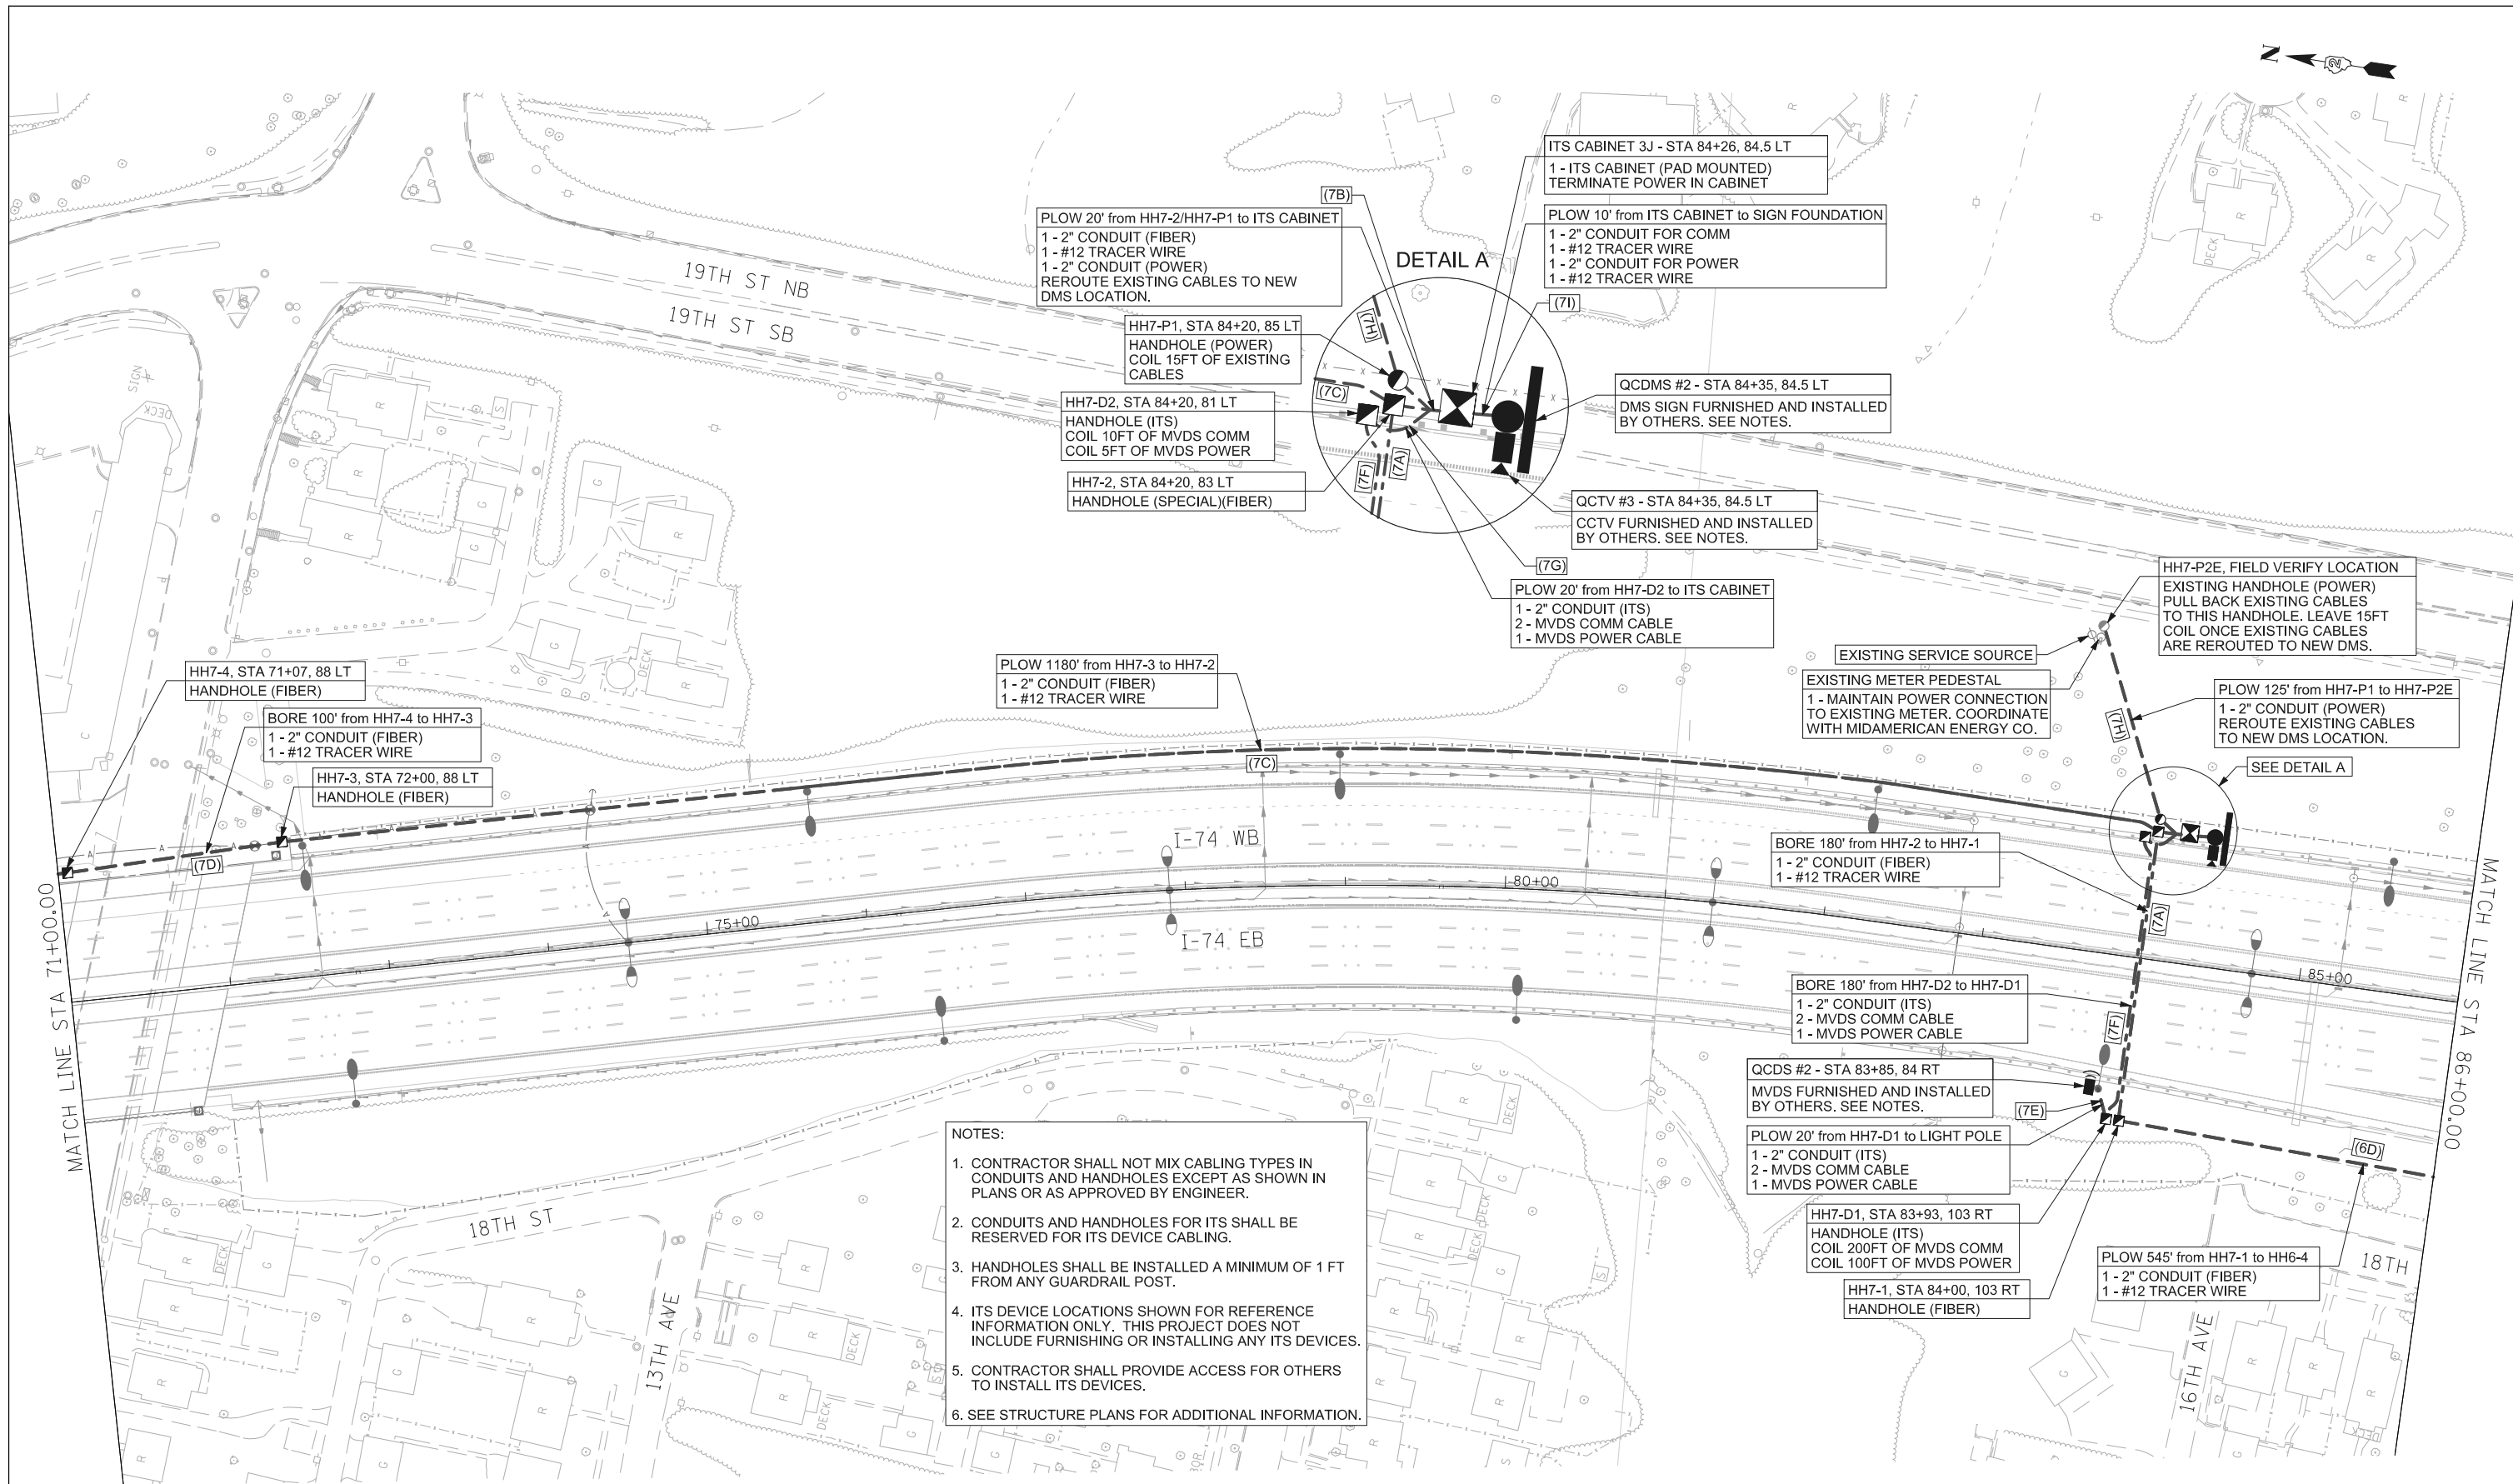 N
2
ITS CABINET 3J - STA 84+26, 84.5 LT
1 - ITS CABINET (PAD MOUNTED)
TERMINATE POWER IN CABINET
(7B)
PLOW 20' from HH7-2/HH7-P1 to ITS CABINET
1 - 2" CONDUIT (FIBER)
1 - #12 TRACER WIRE
1 - 2" CONDUIT (POWER)
REROUTE EXISTING CABLES TO NEW
DMS LOCATION.
PLOW 10' from ITS CABINET to SIGN FOUNDATION
1 - 2" CONDUIT FOR COMM
1 - #12 TRACER WIRE
1 - 2" CONDUIT FOR POWER
1 - #12 TRACER WIRE
DETAIL A
(7I)
(7H)
(7C)
(7F)
(7A)
19TH ST NB
19TH ST SB
HH7-P1, STA 84+20, 85 LT
HANDHOLE (POWER)
COIL 15FT OF EXISTING
CABLES
HH7-D2, STA 84+20, 81 LT
HANDHOLE (ITS)
COIL 10FT OF MVDS COMM
COIL 5FT OF MVDS POWER
HH7-2, STA 84+20, 83 LT
HANDHOLE (SPECIAL)(FIBER)
QCDMS #2 - STA 84+35, 84.5 LT
DMS SIGN FURNISHED AND INSTALLED
BY OTHERS. SEE NOTES.
QCTV #3 - STA 84+35, 84.5 LT
CCTV FURNISHED AND INSTALLED
BY OTHERS. SEE NOTES.
(7G)
PLOW 20' from HH7-D2 to ITS CABINET
1 - 2" CONDUIT (ITS)
2 - MVDS COMM CABLE
1 - MVDS POWER CABLE
HH7-P2E, FIELD VERIFY LOCATION
EXISTING HANDHOLE (POWER)
PULL BACK EXISTING CABLES
TO THIS HANDHOLE. LEAVE 15FT
COIL ONCE EXISTING CABLES
ARE REROUTED TO NEW DMS.
EXISTING SERVICE SOURCE
EXISTING METER PEDESTAL
1 - MAINTAIN POWER CONNECTION
TO EXISTING METER. COORDINATE
WITH MIDAMERICAN ENERGY CO.
PLOW 125' from HH7-P1 to HH7-P2E
1 - 2" CONDUIT (POWER)
REROUTE EXISTING CABLES
TO NEW DMS LOCATION.
(7H)
SEE DETAIL A
SIGN
DECK
DECK
DECK
HH7-4, STA 71+07, 88 LT
HANDHOLE (FIBER)
BORE 100' from HH7-4 to HH7-3
1 - 2" CONDUIT (FIBER)
1 - #12 TRACER WIRE
HH7-3, STA 72+00, 88 LT
HANDHOLE (FIBER)
(7D)
PLOW 1180' from HH7-3 to HH7-2
1 - 2" CONDUIT (FIBER)
1 - #12 TRACER WIRE
(7C)
I-74 WB
I-74 EB
75+00
80+00
85+00
BORE 180' from HH7-2 to HH7-1
1 - 2" CONDUIT (FIBER)
1 - #12 TRACER WIRE
(7A)
BORE 180' from HH7-D2 to HH7-D1
1 - 2" CONDUIT (ITS)
2 - MVDS COMM CABLE
1 - MVDS POWER CABLE
(7F)
QCDS #2 - STA 83+85, 84 RT
MVDS FURNISHED AND INSTALLED
BY OTHERS. SEE NOTES.
(7E)
PLOW 20' from HH7-D1 to LIGHT POLE
1 - 2" CONDUIT (ITS)
2 - MVDS COMM CABLE
1 - MVDS POWER CABLE
HH7-D1, STA 83+93, 103 RT
HANDHOLE (ITS)
COIL 200FT OF MVDS COMM
COIL 100FT OF MVDS POWER
HH7-1, STA 84+00, 103 RT
HANDHOLE (FIBER)
(6D)
PLOW 545' from HH7-1 to HH6-4
1 - 2" CONDUIT (FIBER)
1 - #12 TRACER WIRE
MATCH LINE STA 71+00.00
MATCH LINE STA 86+00.00
NOTES:
1. CONTRACTOR SHALL NOT MIX CABLING TYPES IN
CONDUITS AND HANDHOLES EXCEPT AS SHOWN IN
PLANS OR AS APPROVED BY ENGINEER.
2. CONDUITS AND HANDHOLES FOR ITS SHALL BE
RESERVED FOR ITS DEVICE CABLING.
3. HANDHOLES SHALL BE INSTALLED A MINIMUM OF 1 FT
FROM ANY GUARDRAIL POST.
4. ITS DEVICE LOCATIONS SHOWN FOR REFERENCE
INFORMATION ONLY. THIS PROJECT DOES NOT
INCLUDE FURNISHING OR INSTALLING ANY ITS DEVICES.
5. CONTRACTOR SHALL PROVIDE ACCESS FOR OTHERS
TO INSTALL ITS DEVICES.
6. SEE STRUCTURE PLANS FOR ADDITIONAL INFORMATION.
18TH ST
13TH AVE
16TH AVE
18TH
DECK
DECK
DECK
DECK
DECK
DECK
DECK